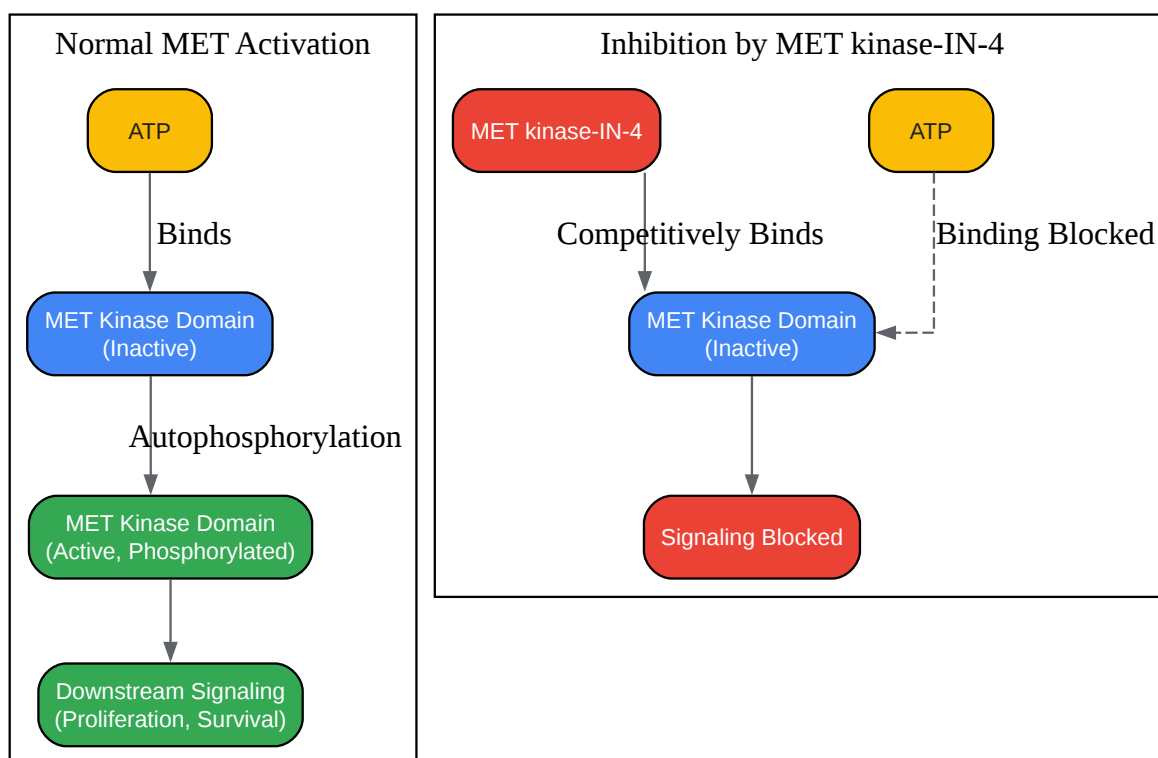 Normal MET Activation
ATP
Binds
MET Kinase Domain
(Inactive)
Autophosphorylation
MET Kinase Domain
(Active, Phosphorylated)
Downstream Signaling
(Proliferation, Survival)
Inhibition by MET kinase-IN-4
MET kinase-IN-4
ATP
Competitively Binds
Binding Blocked
MET Kinase Domain
(Inactive)
Signaling Blocked